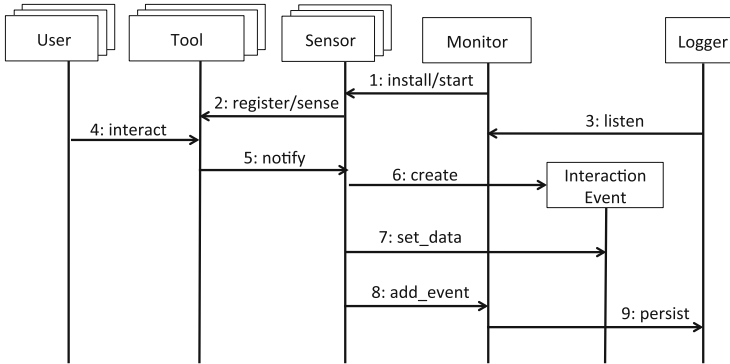 User
Tool
Sensor
Monitor
Logger
1: install/start
2: register/sense
3: listen
4: interact
5: notify
6: create
Interaction
Event
7: set_data
8: add_event
9: persist